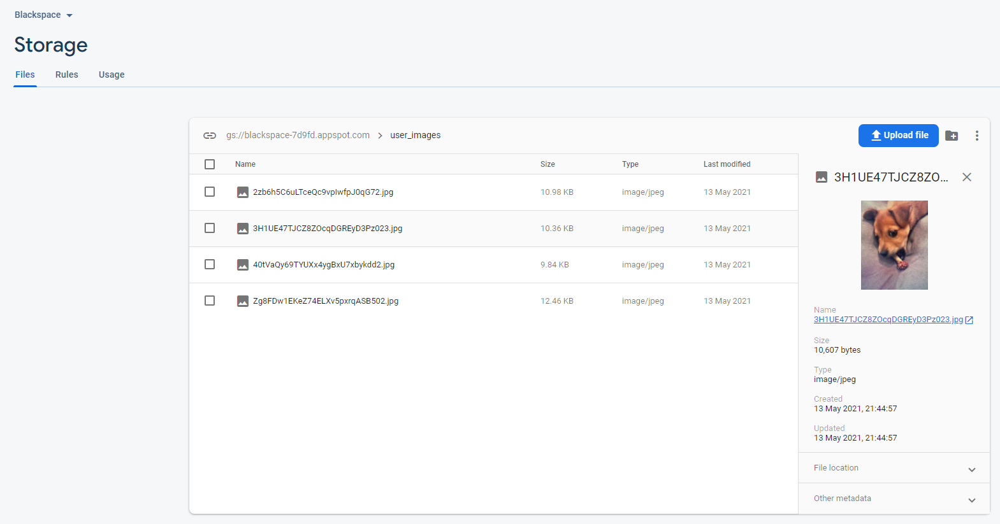 Blackspace
Storage
Files Rules Usage
gs://blackspace-7d9fd.appspot.com > user_images
Upload file
Name Size Type Last modified
2zb6h5C6uLTceQc9vpIwfpJ0qG72.jpg 10.98 KB image/jpeg 13 May 2021
3H1UE47TJCZ8ZOcqDGREyD3Pz023.jpg 10.36 KB image/jpeg 13 May 2021
40tVaQy69TYUXx4ygBxU7xbykdd2.jpg 9.84 KB image/jpeg 13 May 2021
Zg8FDw1EKeZ74ELXv5pxrqASB502.jpg 12.46 KB image/jpeg 13 May 2021
3H1UE47TJCZ8ZO...
Name
3H1UE47TJCZ8ZOcqDGREyD3Pz023.jpg
Size
10,607 bytes
Type
image/jpeg
Created
13 May 2021, 21:44:57
Updated
13 May 2021, 21:44:57
File location
Other metadata